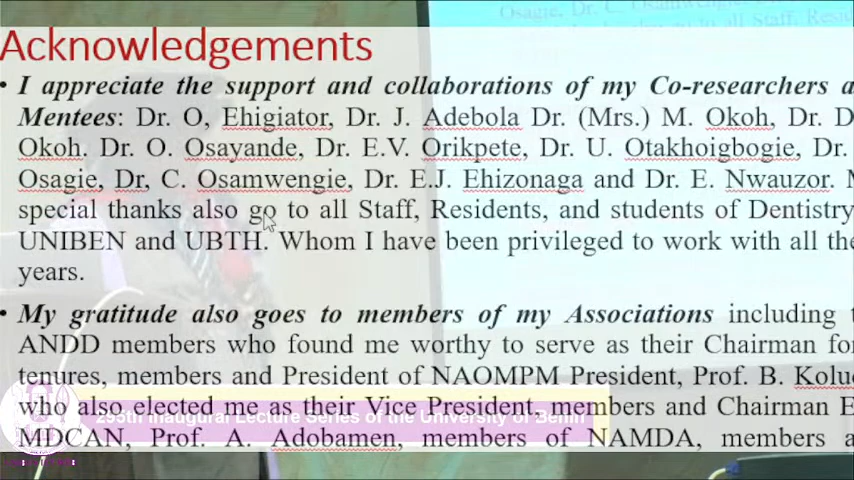 Acknowledgements
• I appreciate the support and collaborations of my Co-researchers a
Mentees: Dr. O, Ehigiator, Dr. J. Adebola Dr. (Mrs.) M. Okoh, Dr. D
Okoh. Dr. O. Osayande, Dr. E.V. Orikpete, Dr. U. Otakhoigbogie, Dr.
Osagie, Dr, C. Osamwengie, Dr. E.J. Ehizonaga and Dr. E. Nwauzor. M
special thanks also go to all Staff, Residents, and students of Dentistry
UNIBEN and UBTH. Whom I have been privileged to work with all the
years.
• My gratitude also goes to members of my Associations including t
ANDD members who found me worthy to serve as their Chairman for
tenures, members and President of NAOMPM President, Prof. B. Kolu
who also elected me as their Vice President, members and Chairman E
295th Inaugural Lecture Series of the University of Benin
MDCAN, Prof. A. Adobamen, members of NAMDA, members a